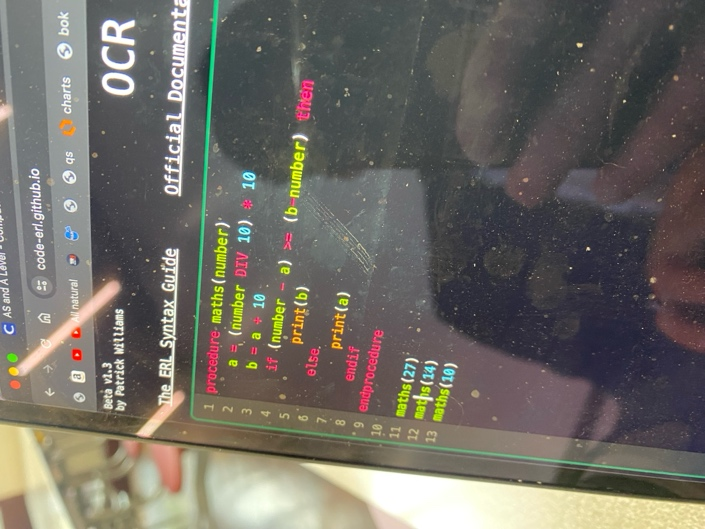 C AS and A Level - Comp
code-erl.github.io
All natural
qs
charts
bok
Beta v1.3
by Patrick Williams
OCR
The ERL Syntax Guide
Official Documenta
1 procedure maths(number)
2 a = (number DIV 10) * 10
3 b = a + 10
4 if (number - a) >= (b-number) then
5 print(b)
6 else
7 print(a)
8 endif
9 endprocedure
10
11 maths(27)
12 maths(14)
13 maths(10)